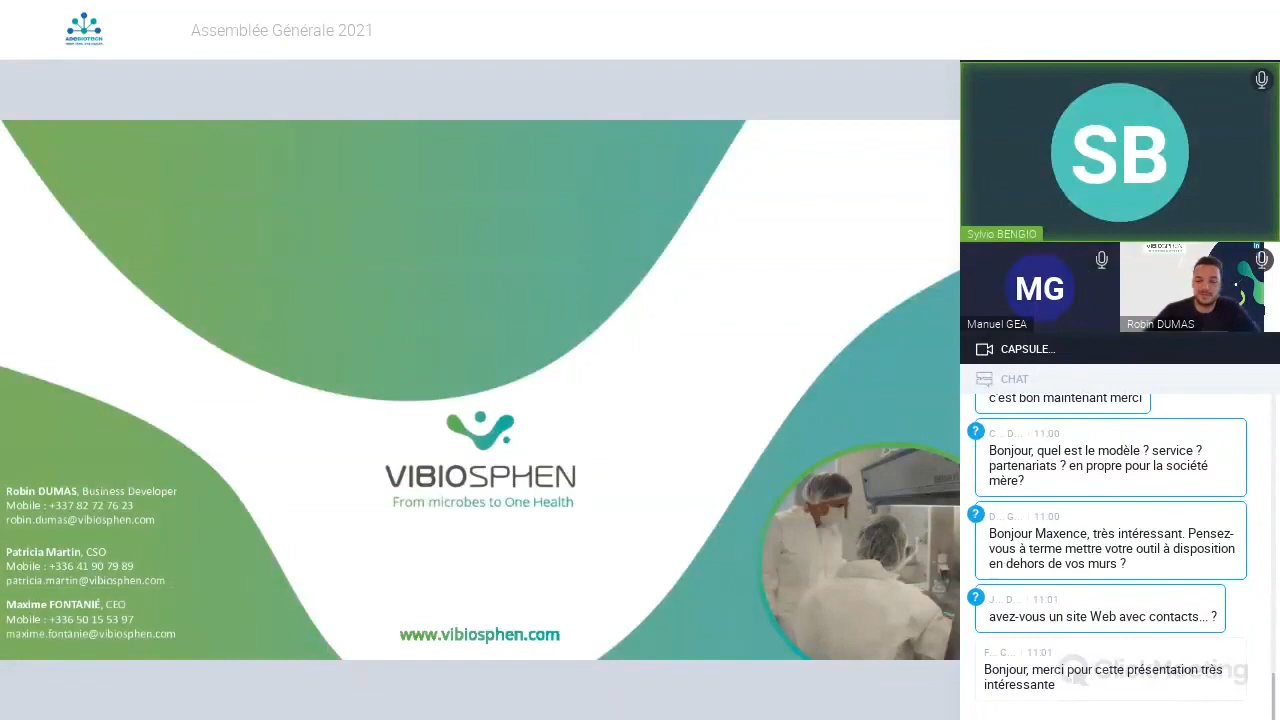 ADEBIOTECH
Assemblée Générale 2021
VIBIOSPHEN
From microbes to One Health
Robin DUMAS, Business Developer
Mobile : +337 82 72 76 23
robin.dumas@vibiosphen.com
Patricia Martin, CSO
Mobile : +336 41 90 79 89
patricia.martin@vibiosphen.com
Maxime FONTANIÉ, CEO
Mobile : +336 50 15 53 97
maxime.fontanie@vibiosphen.com
www.vibiosphen.com
SB
Sylvio BENGIO
MG
Manuel GEA
VIBIOSPHEN
in
Robin DUMAS
CAPSULE...
CHAT
c'est bon maintenant merci
? C... D... 11:00
Bonjour, quel est le modèle ? service ?
partenariats ? en propre pour la société
mère?
? D... G... 11:00
Bonjour Maxence, très intéressant. Pensez-
vous à terme mettre votre outil à disposition
en dehors de vos murs ?
? J... D... 11:01
avez-vous un site Web avec contacts... ?
F... C... 11:01
Bonjour, merci pour cette présentation très
intéressante
ClickMeeting